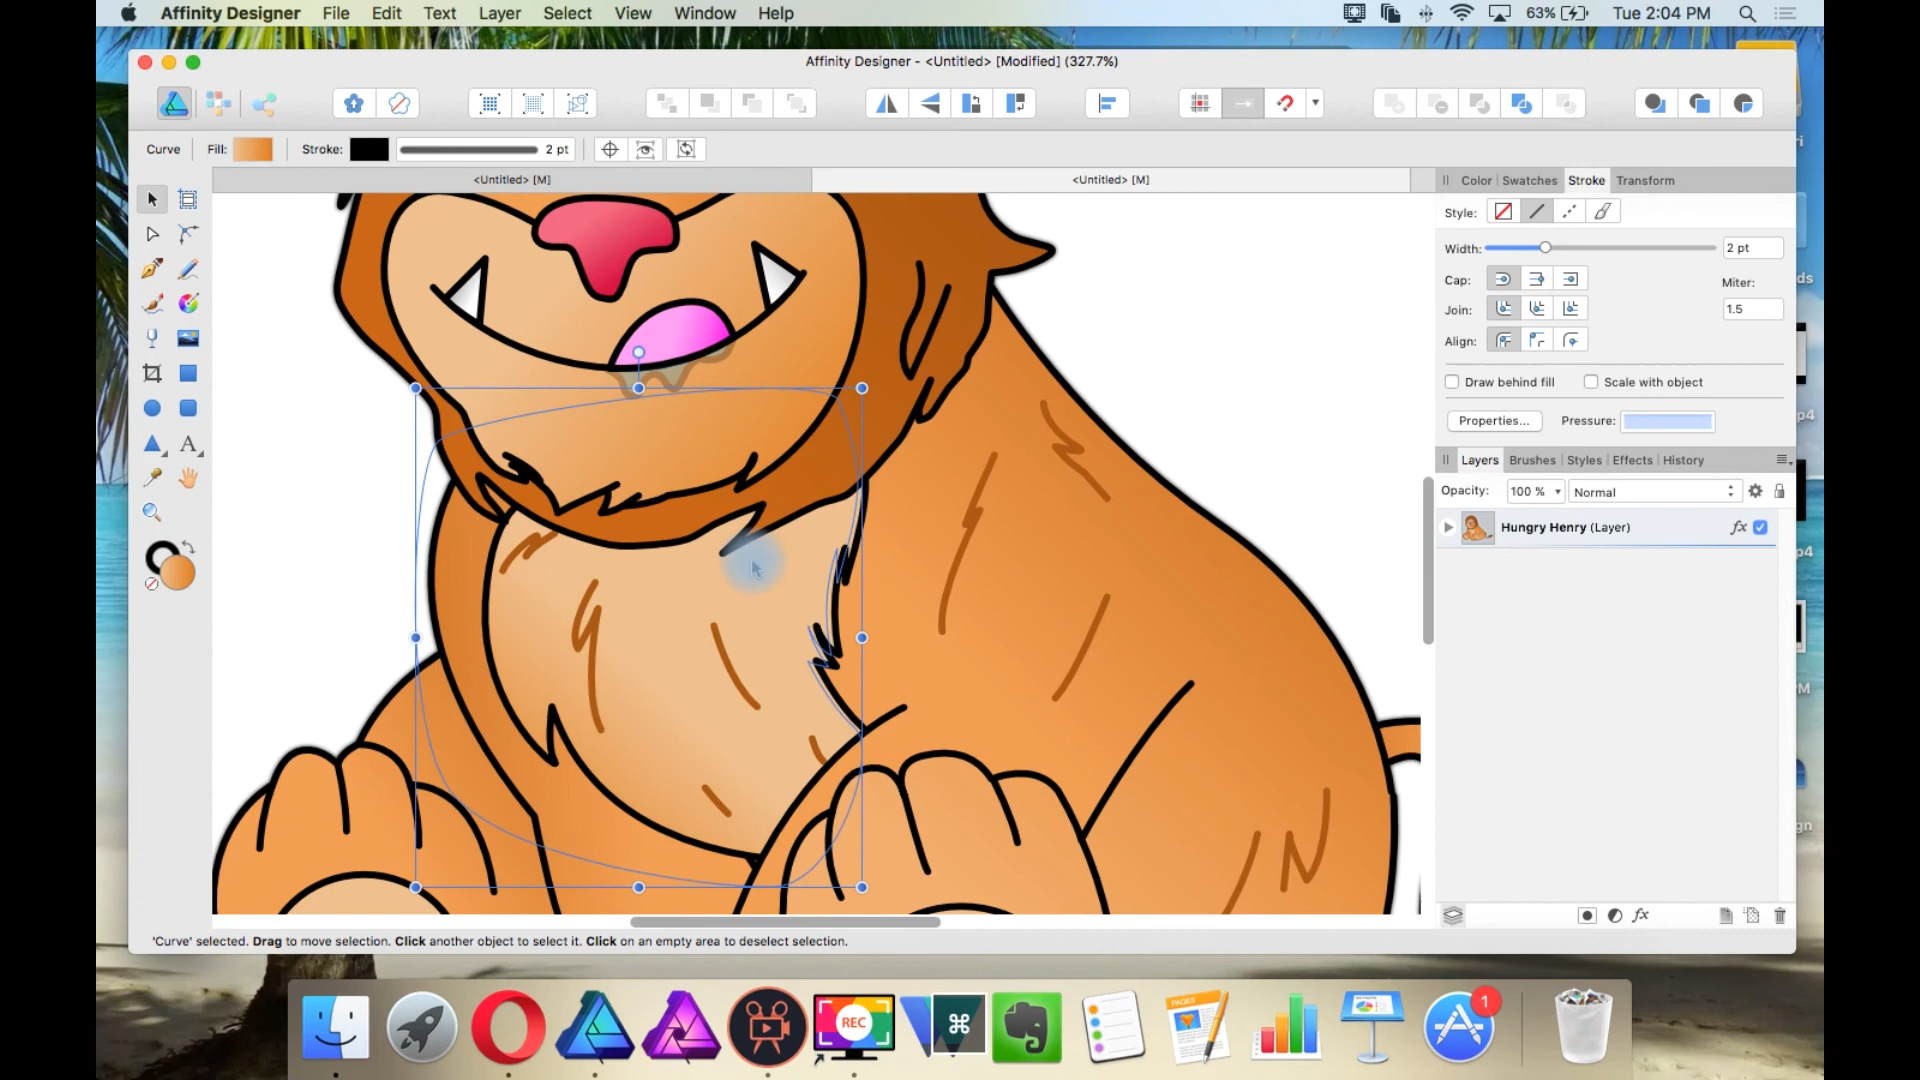 Affinity Designer File Edit Text Layer Select View Window Help 63% Tue 2:04 PM
Affinity Designer - <Untitled> [Modified] (327.7%)
Curve Fill: Stroke: 2 pt
<Untitled> [M] <Untitled> [M]
Color Swatches Stroke Transform
Style:
Width: 2 pt
Cap: Miter:
Join: 1.5
Align:
Draw behind fill Scale with object
Properties... Pressure:
Layers Brushes Styles Effects History
Opacity: 100 % Normal
Hungry Henry (Layer) fx
A
fx
'Curve' selected. Drag to move selection. Click another object to select it. Click on an empty area to deselect selection.
REC
PAGES
1